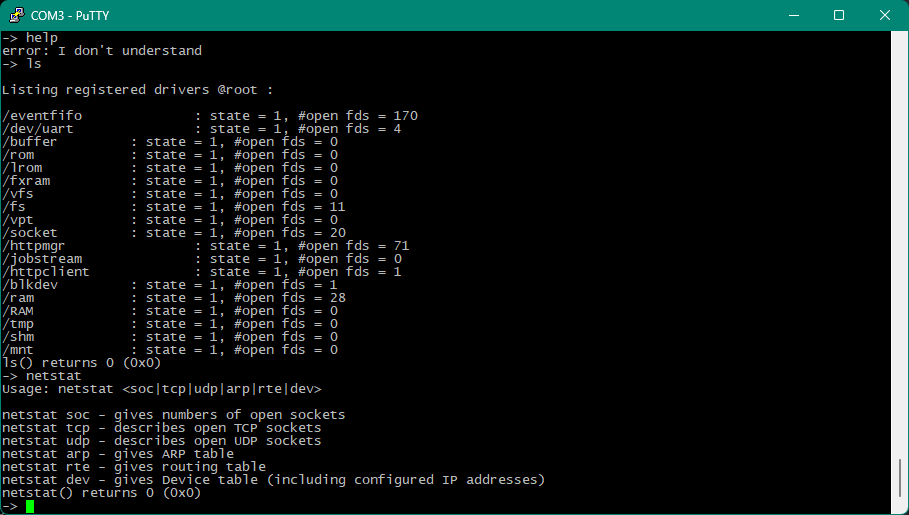 COM3 - PuTTY
-> help
error: I don't understand
-> ls
Listing registered drivers @root :
/eventfifo              : state = 1, #open fds = 170
/dev/uart               : state = 1, #open fds = 4
/buffer         : state = 1, #open fds = 0
/rom            : state = 1, #open fds = 0
/lrom           : state = 1, #open fds = 0
/fxram          : state = 1, #open fds = 0
/vfs            : state = 1, #open fds = 0
/fs             : state = 1, #open fds = 11
/vpt            : state = 1, #open fds = 0
/socket         : state = 1, #open fds = 20
/httpmgr                : state = 1, #open fds = 71
/jobstream              : state = 1, #open fds = 0
/httpclient             : state = 1, #open fds = 1
/blkdev         : state = 1, #open fds = 1
/ram            : state = 1, #open fds = 28
/RAM            : state = 1, #open fds = 0
/tmp            : state = 1, #open fds = 0
/shm            : state = 1, #open fds = 0
/mnt            : state = 1, #open fds = 0
ls() returns 0 (0x0)
-> netstat
Usage: netstat <soc|tcp|udp|arp|rte|dev>
netstat soc - gives numbers of open sockets
netstat tcp - describes open TCP sockets
netstat udp - describes open UDP sockets
netstat arp - gives ARP table
netstat rte - gives routing table
netstat dev - gives Device table (including configured IP addresses)
netstat() returns 0 (0x0)
->